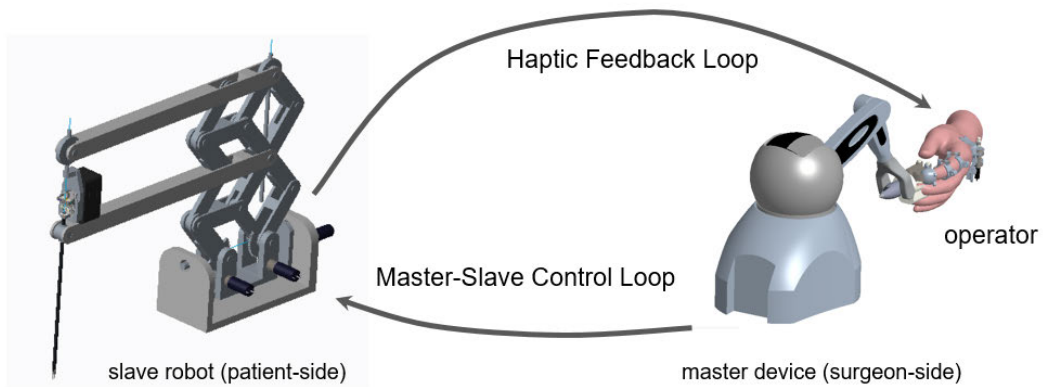 Haptic Feedback Loop
operator
Master-Slave Control Loop
slave robot (patient-side)
master device (surgeon-side)